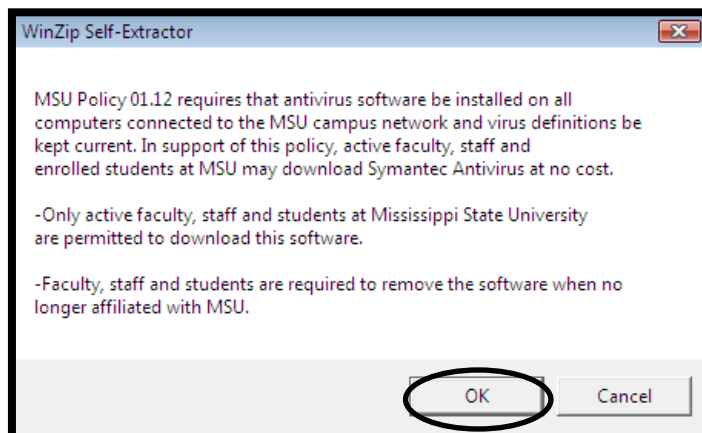 WinZip Self-Extractor
MSU Policy 01.12 requires that antivirus software be installed on all
computers connected to the MSU campus network and virus definitions be
kept current. In support of this policy, active faculty, staff and
enrolled students at MSU may download Symantec Antivirus at no cost.
-Only active faculty, staff and students at Mississippi State University
are permitted to download this software.
-Faculty, staff and students are required to remove the software when no
longer affiliated with MSU.
OK
Cancel